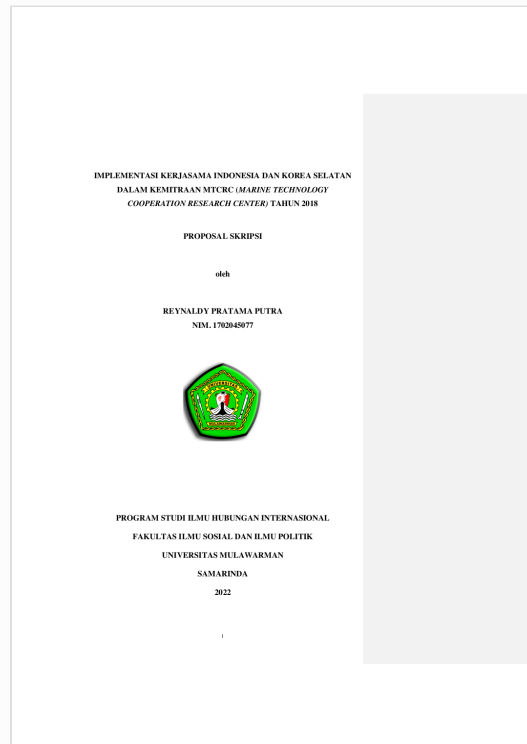 IMPLEMENTASI KERJASAMA INDONESIA DAN KOREA SELATAN
DALAM KEMITRAAN MTCRC (MARINE TECHNOLOGY
COOPERATION RESEARCH CENTER) TAHUN 2018
PROPOSAL SKRIPSI
oleh
REYNALDY PRATAMA PUTRA
NIM. 1702045077
PROGRAM STUDI ILMU HUBUNGAN INTERNASIONAL
FAKULTAS ILMU SOSIAL DAN ILMU POLITIK
UNIVERSITAS MULAWARMAN
SAMARINDA
2022